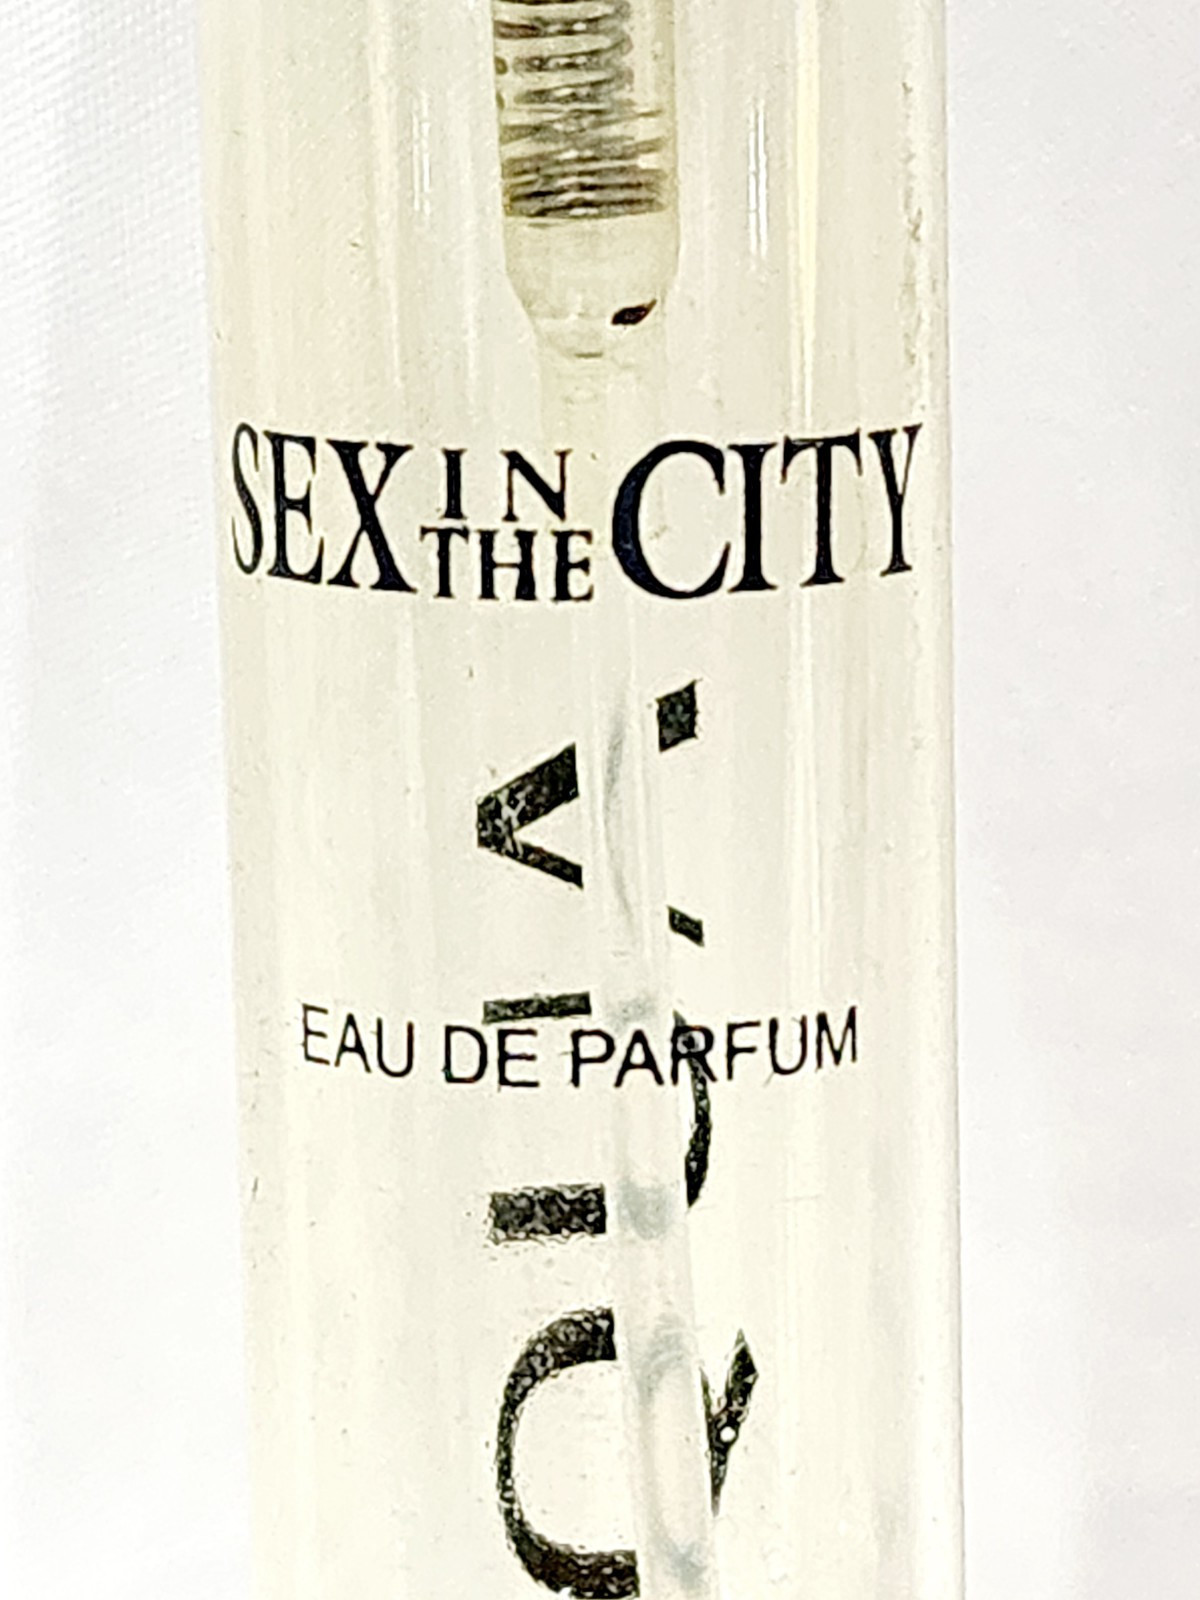 SEX IN THE CITY
EAU DE PARFUM